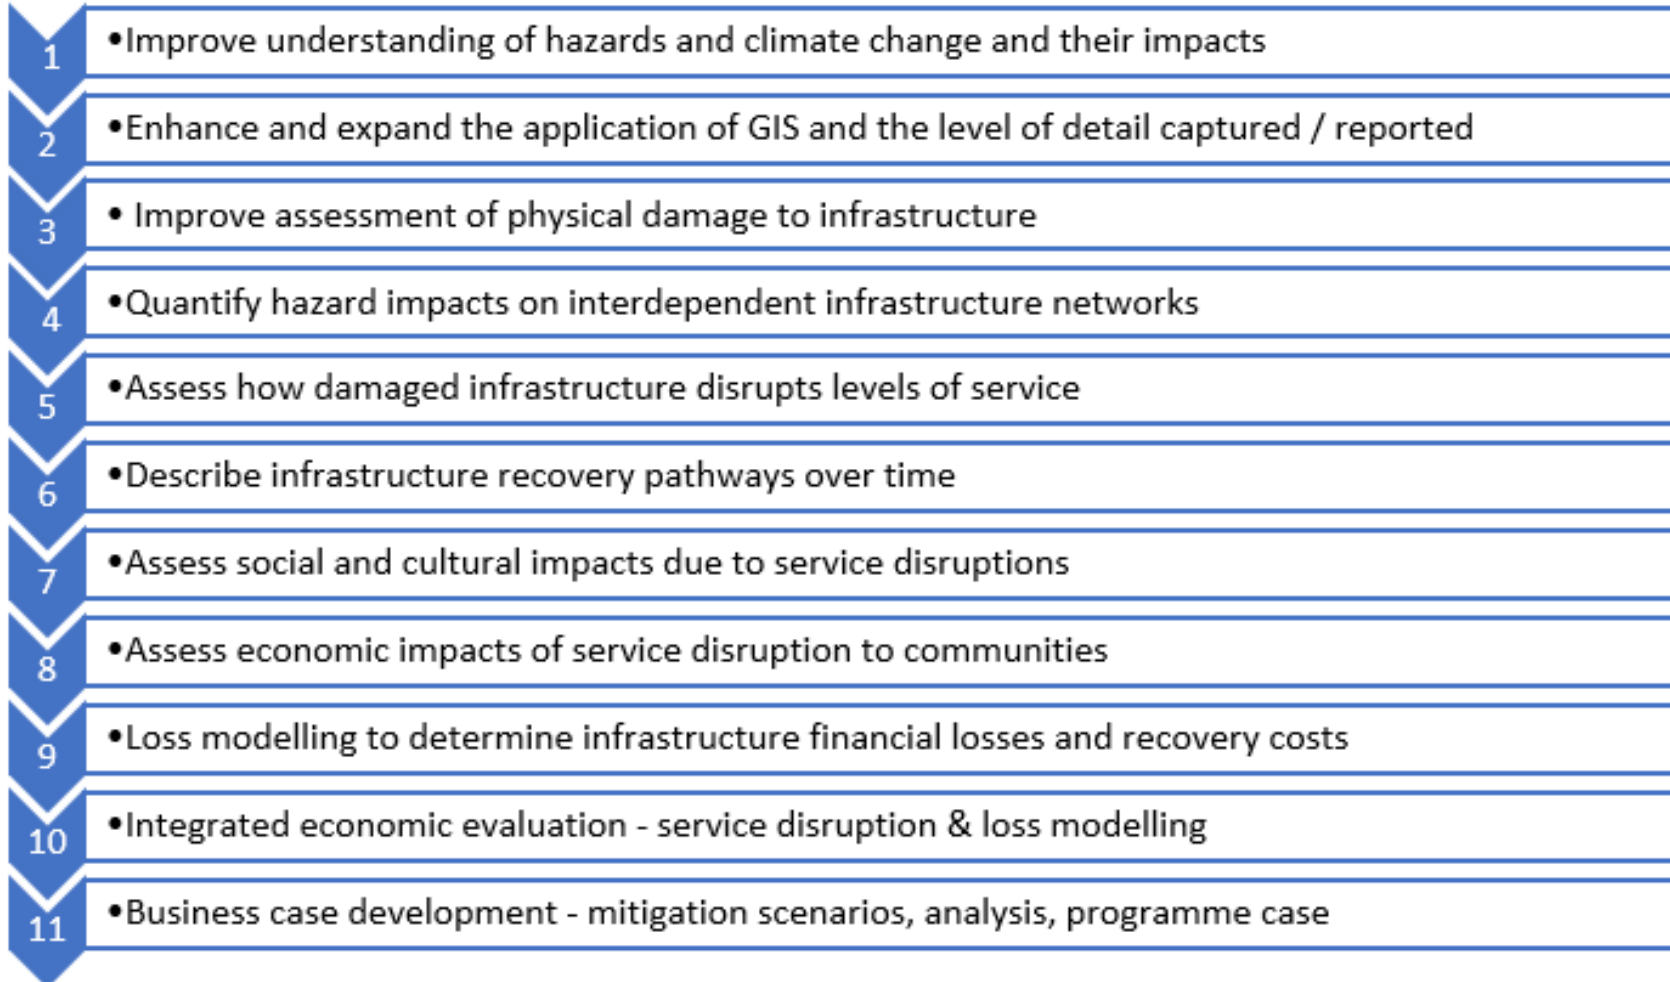 1 •Improve understanding of hazards and climate change and their impacts
2 •Enhance and expand the application of GIS and the level of detail captured / reported
3 • Improve assessment of physical damage to infrastructure
4 •Quantify hazard impacts on interdependent infrastructure networks
5 •Assess how damaged infrastructure disrupts levels of service
6 •Describe infrastructure recovery pathways over time
7 •Assess social and cultural impacts due to service disruptions
8 •Assess economic impacts of service disruption to communities
9 •Loss modelling to determine infrastructure financial losses and recovery costs
10 •Integrated economic evaluation - service disruption & loss modelling
11 •Business case development - mitigation scenarios, analysis, programme case